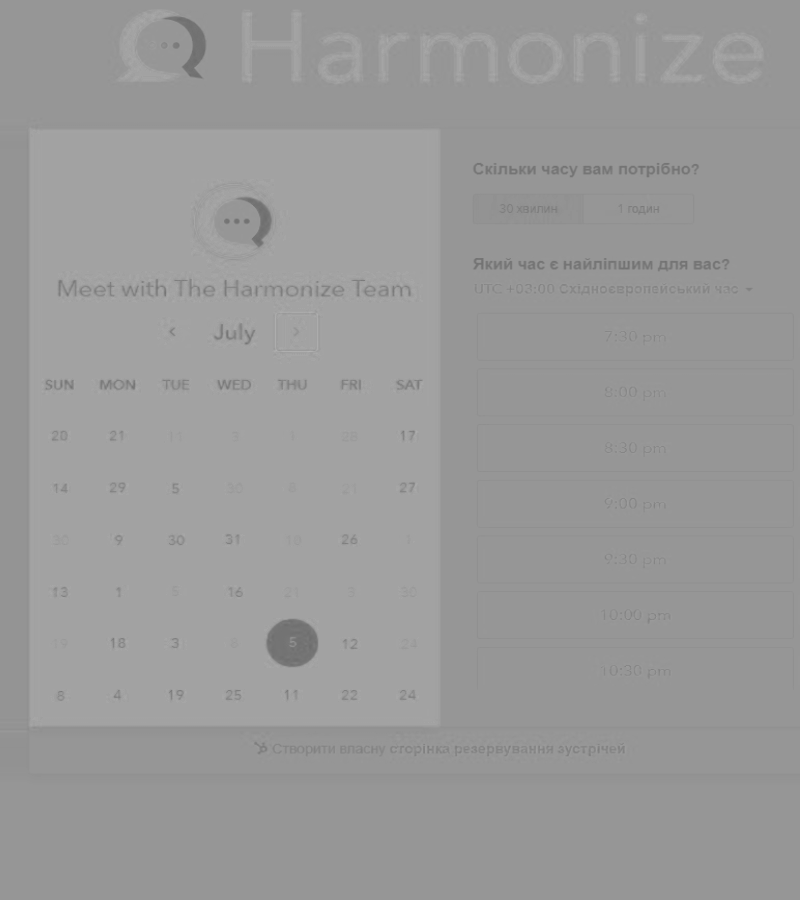 Harmonize
Meet with The Harmonize Team
July
SUN MON TUE WED THU FRI SAT
20 21 11 3 1 28 17
14 29 5 30 6 21 27
30 9 30 31 18 26 1
13 1 5 16 21 3 30
19 18 3 6 5 12 24
8 4 19 25 11 22 24
Скільки часу вам потрібно?
30 хвилин 1 годин
Який час є найліпшим для вас?
UTC +03:00 Східноєвропейський час
7:30 pm
8:00 pm
8:30 pm
9:00 pm
9:30 pm
10:00 pm
10:30 pm
Створити власну сторінка резервування зустрічей